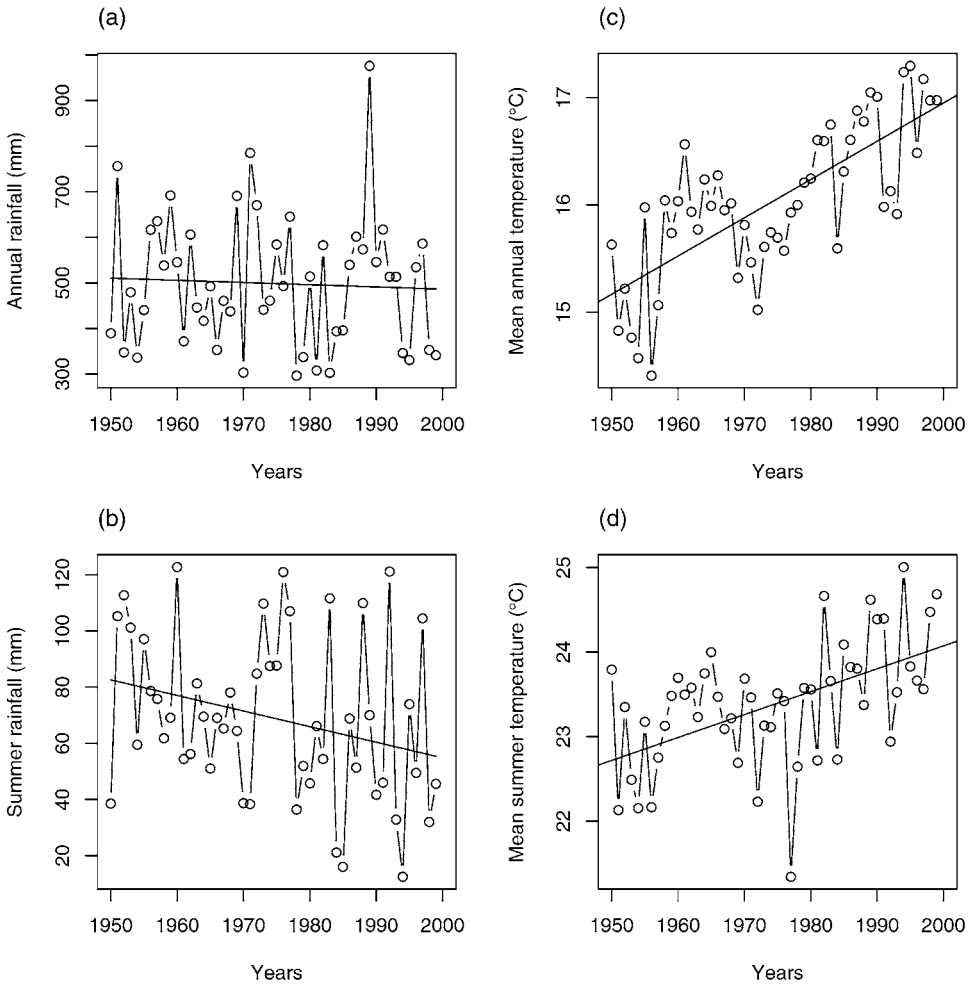 (a)
Annual rainfall (mm)
900
700
500
300
1950 1960 1970 1980 1990 2000
Years
(c)
Mean annual temperature (°C)
17
16
15
1950 1960 1970 1980 1990 2000
Years
(b)
Summer rainfall (mm)
120
100
80
60
40
20
1950 1960 1970 1980 1990 2000
Years
(d)
Mean summer temperature (°C)
25
24
23
22
1950 1960 1970 1980 1990 2000
Years